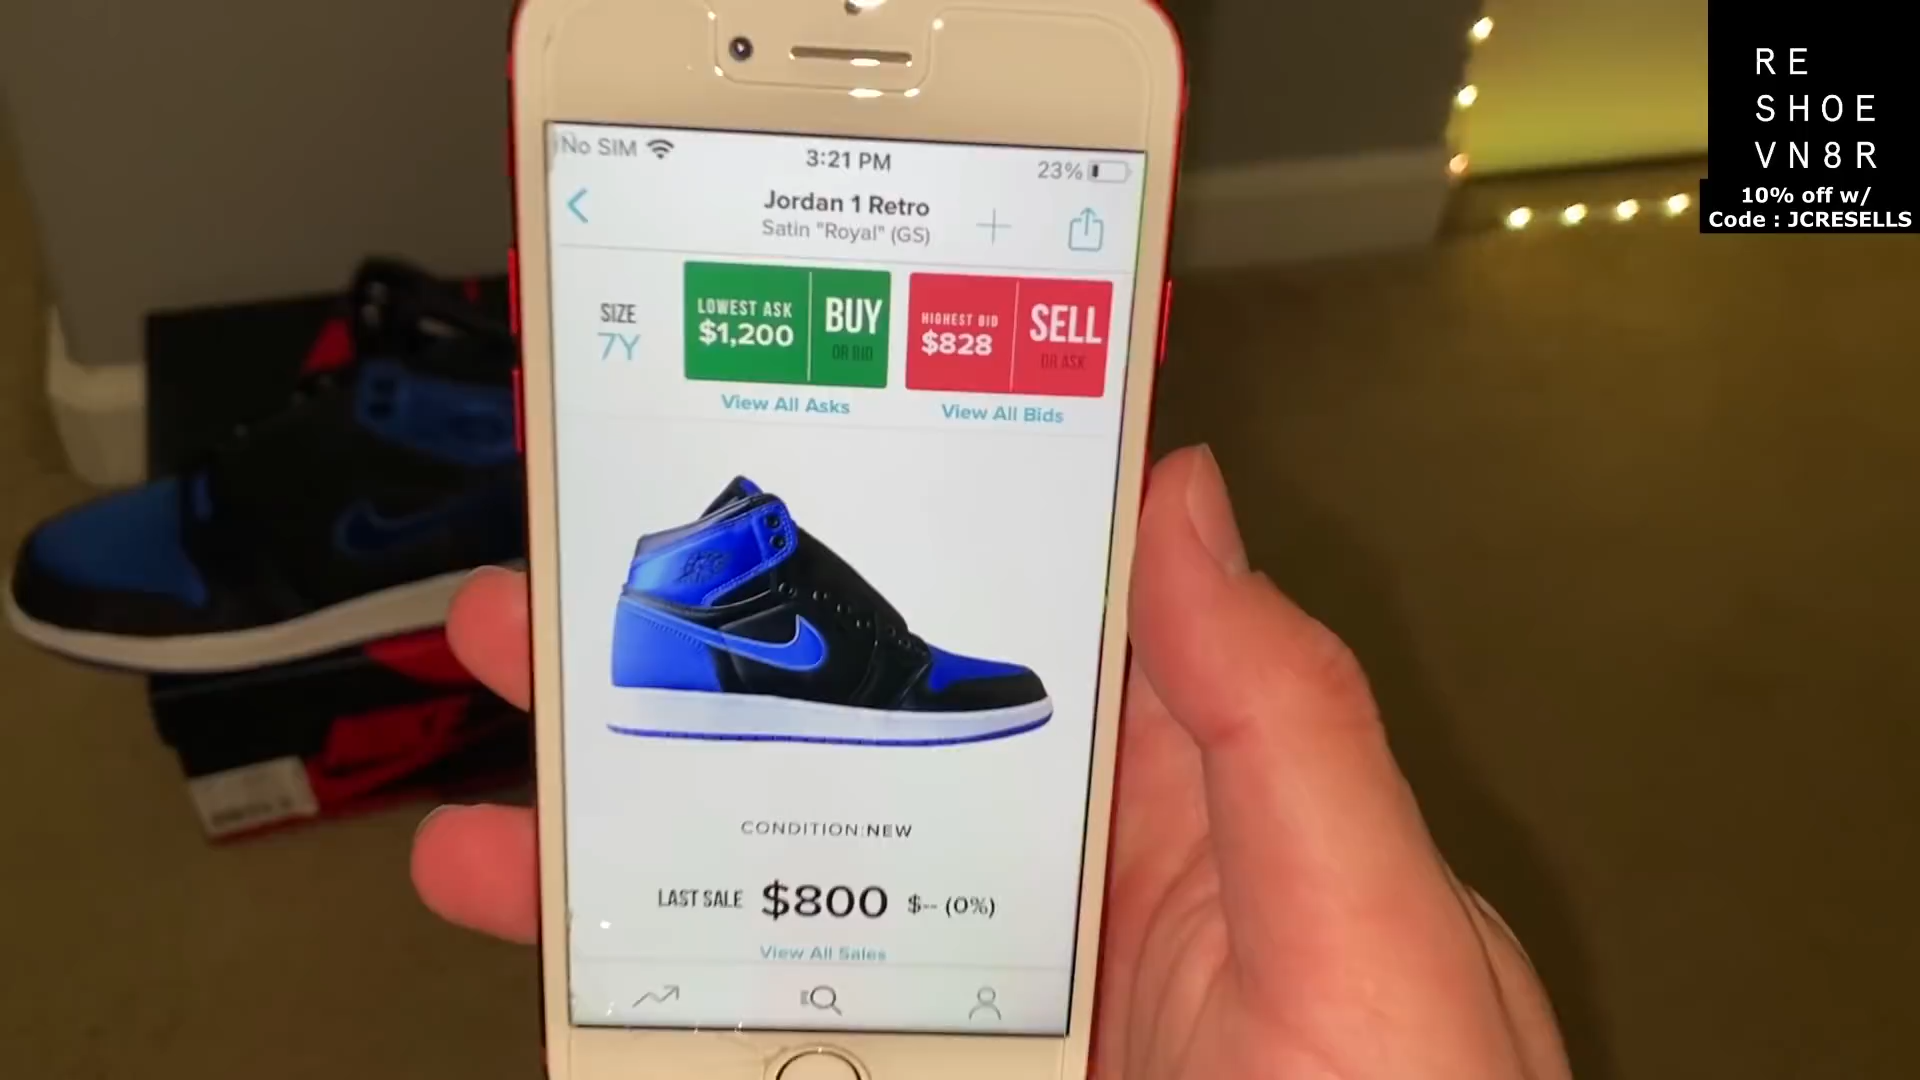 No SIM 3:21 PM 23%
Jordan 1 Retro
Satin "Royal" (GS)
SIZE
7Y
LOWEST ASK
$1,200
BUY
OR BID
HIGHEST BID
$828
SELL
OR ASK
View All Asks
View All Bids
CONDITION:NEW
LAST SALE $800 $-- (0%)
View All Sales
RE
SHOE
VN8R
10% off w/
Code : JCRESELLS